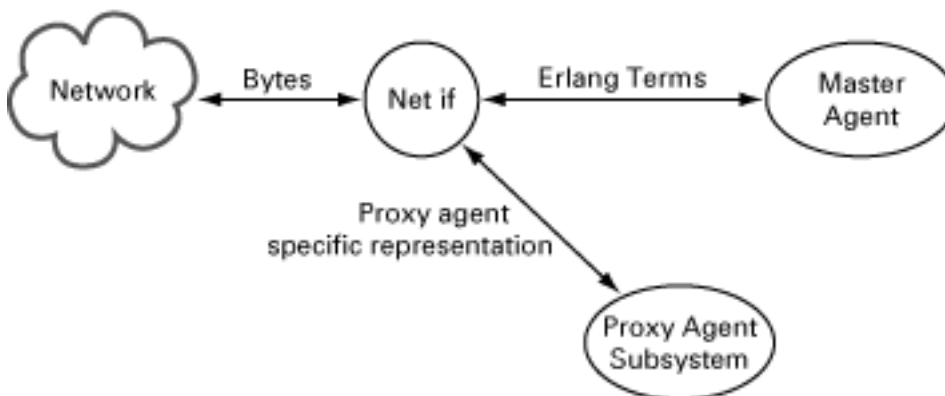 Network
Bytes
Net if
Erlang Terms
Master
Agent
Proxy agent
specific representation
Proxy Agent
Subsystem